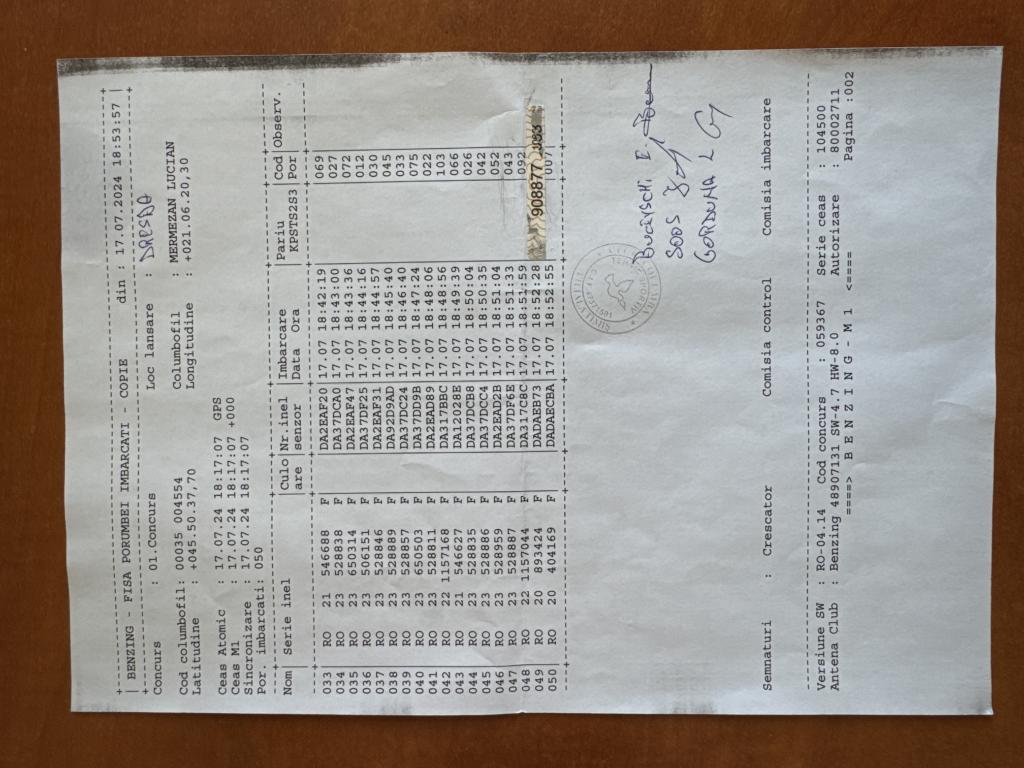 BENZING - FISA PORUMBEI IMBARCATI - COPIE din : 17.07.2024 18:53:57
Concurs : 01.Concurs Loc lansare : DRESDA
Cod columbofil: 00035 004554 Columbofil : MERMEZAN LUCIAN
Latitudine : +045.50.37,70 Longitudine : +021.06.20,30
Ceas Atomic : 17.07.24 18:17:07 GPS
Ceas M1 : 17.07.24 18:17:07 +000
Sincronizare : 17.07.24 18:17:07
Por. imbarcati: 050
Nom | Serie inel | Culo | Nr.inel | Imbarcare | Pariu | Cod | Observ.
are | senzor | Data Ora | KPSTS2S3 | Por
033 RO 21 546688 F DA2EAF20 17.07 18:42:19 069
034 RO 23 528838 F DA37DCA0 17.07 18:43:00 027
035 RO 23 650314 F DA2EAF47 17.07 18:43:36 072
036 RO 23 506151 F DA37DF25 17.07 18:44:16 012
037 RO 23 528846 F DA2EAF31 17.07 18:44:57 030
038 RO 23 528849 F DA92D9AD 17.07 18:45:40 045
039 RO 23 528857 F DA37DC24 17.07 18:46:40 033
040 RO 23 650503 F DA37DD9B 17.07 18:47:24 075
041 RO 23 528811 F DA2EAD89 17.07 18:48:06 022
042 RO 22 1157168 F DA317BBC 17.07 18:48:56 103
043 RO 21 546627 F DA12028E 17.07 18:49:39 066
044 RO 23 528835 F DA37DCB8 17.07 18:50:04 026
045 RO 23 528886 F DA37DCC4 17.07 18:50:35 042
046 RO 23 528959 F DA2EAD2B 17.07 18:51:04 052
047 RO 23 528887 F DA37DF6E 17.07 18:51:33 043
048 RO 22 1157044 F DA317C8C 17.07 18:51:59 092
049 RO 20 893424 F DADAEB73 17.07 18:52:28
050 RO 20 404169 F DADAECBA 17.07 18:52:55 007
908877
SOOS
Semnaturi : Crescator Comisia control Comisia imbarcare
Versiune SW : RO-04.14 Cod concurs : 059367 Serie ceas : 104500
Antena Club : Benzing 48907131 SW-4.7 HW-8.0 Autorizare : 80002711
====> B E N Z I N G - M 1 <==== Pagina :002